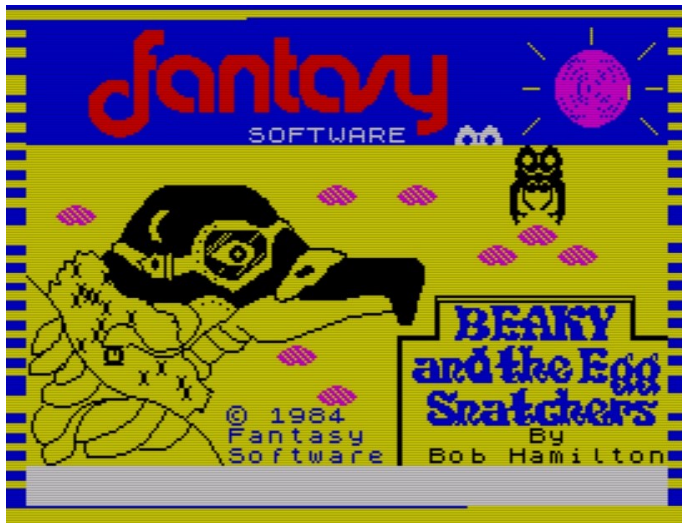 fantasy
SOFTWARE
BEAKY
and the Egg
Snatchers
By
Bob Hamilton
© 1984
Fantasy
Software